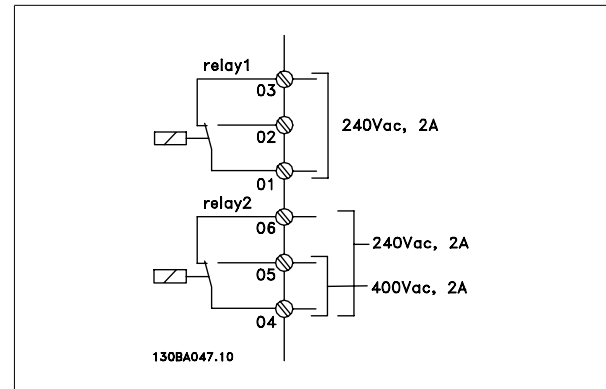 relay1
03
02
240Vac, 2A
01
relay2
06
240Vac, 2A
05
400Vac, 2A
04
130BA047.10